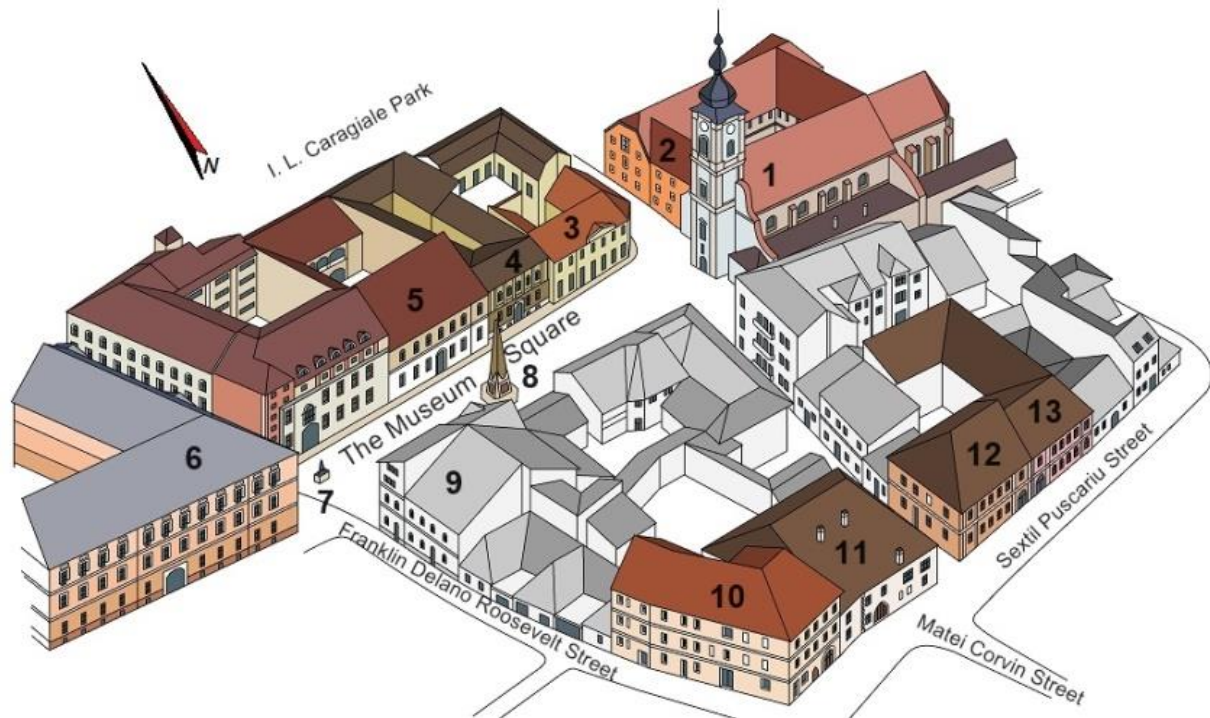 N
I. L. Caragiale Park
2
1
3
4
5
The Museum Square
8
6
7
9
13
12
11
10
Franklin Delano Roosevelt Street
Sextil Puscariu Street
Matei Corvin Street